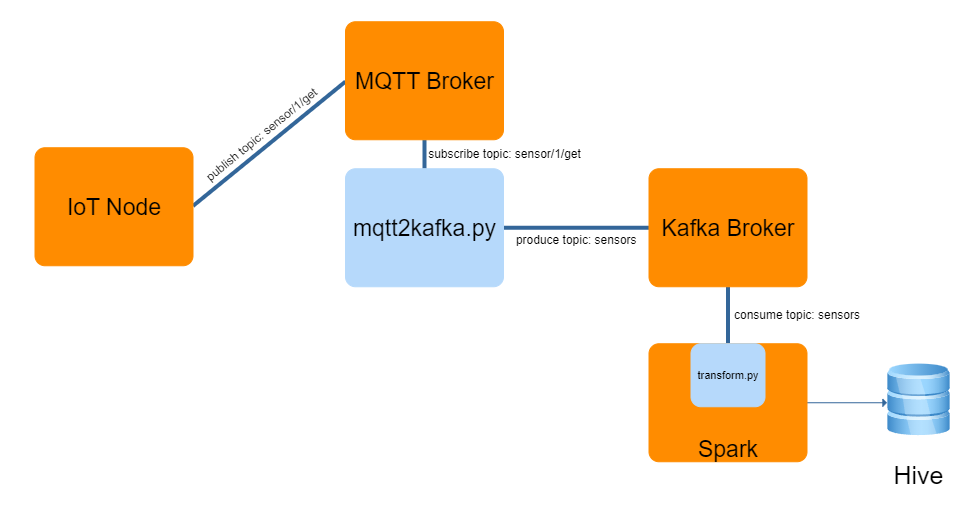 MQTT Broker
publish topic: sensor/1/get
subscribe topic: sensor/1/get
IoT Node
mqtt2kafka.py
produce topic: sensors
Kafka Broker
consume topic: sensors
transform.py
Spark
Hive